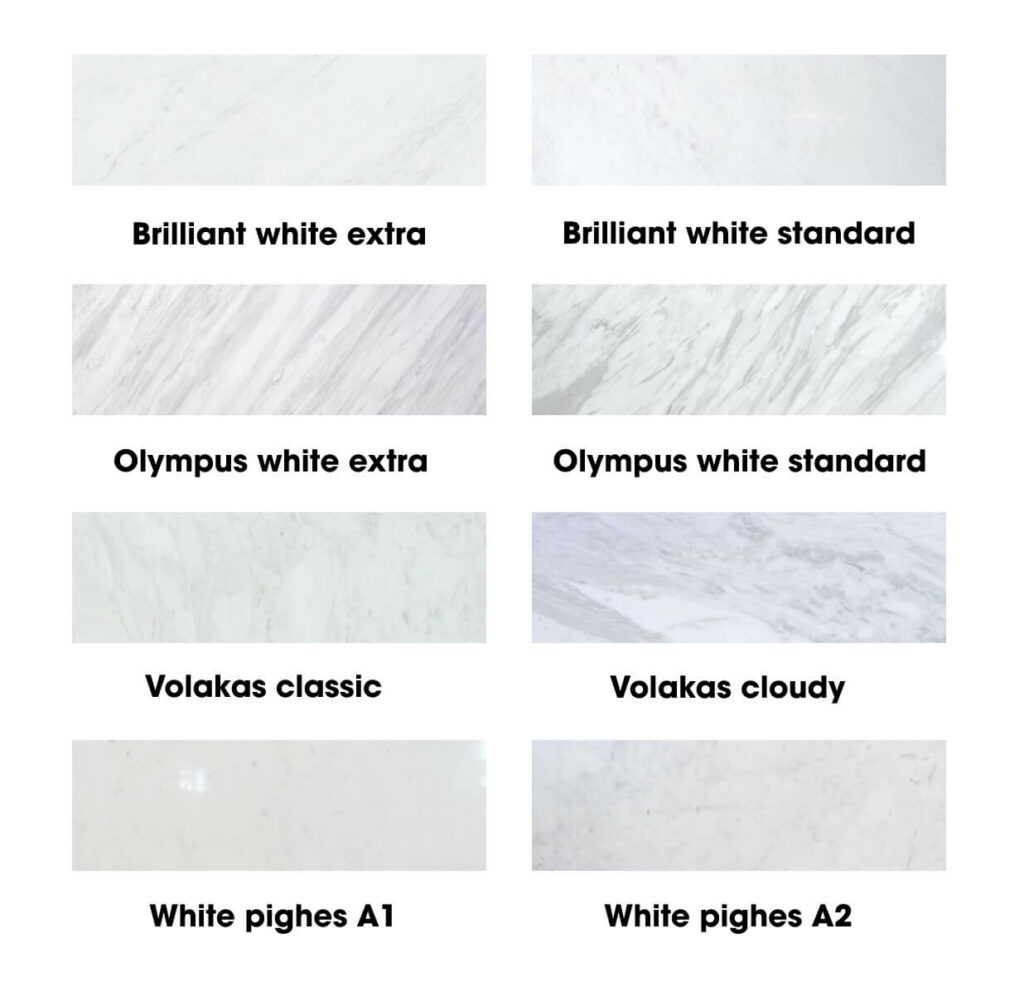 Brilliant white extra
Brilliant white standard
Olympus white extra
Olympus white standard
Volakas classic
Volakas cloudy
White pighes A1
White pighes A2